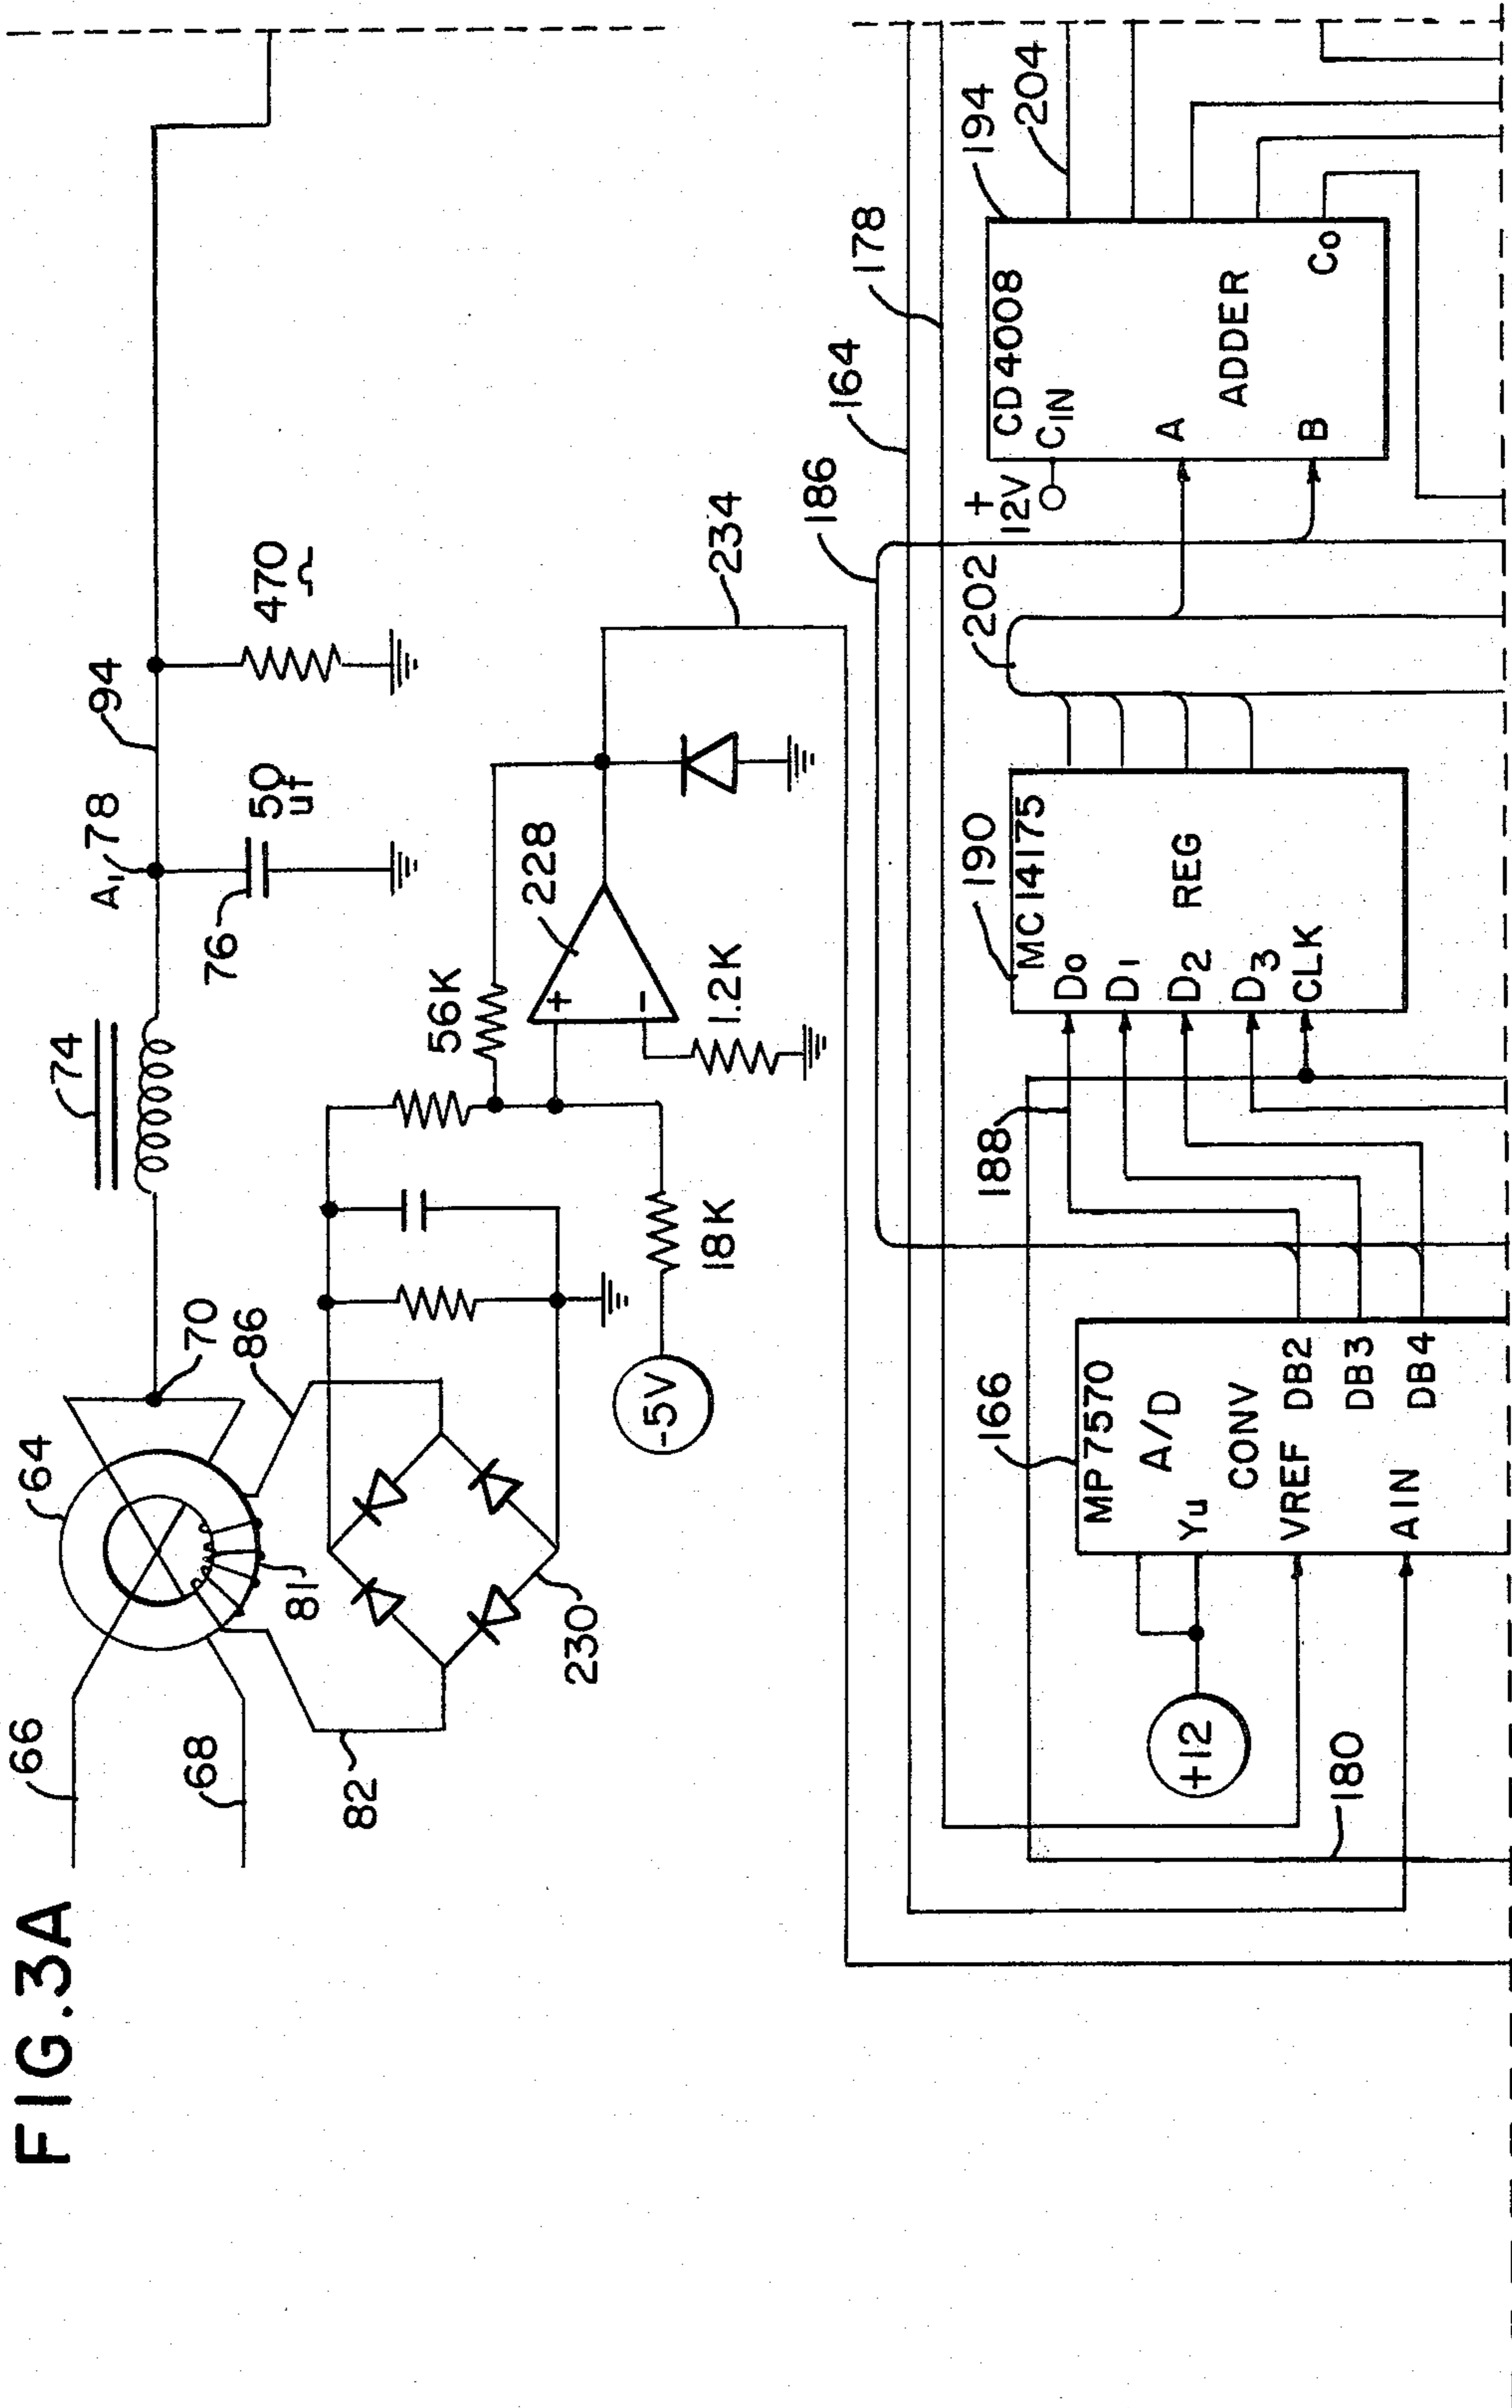 FIG.3A
66
68
64
70
74
A1
78
94
76
50
uf
470
Ω
81
82
86
230
56K
228
+
-
1.2K
18K
-5V
234
186
164
178
166
MP7570
A/D
CONV
Yu
VREF
AIN
DB2
DB3
DB4
+12
180
188
190
MC14175
REG
D0
D1
D2
D3
CLK
202
+
12V
194
204
CD4008
CIN
A
ADDER
B
Co